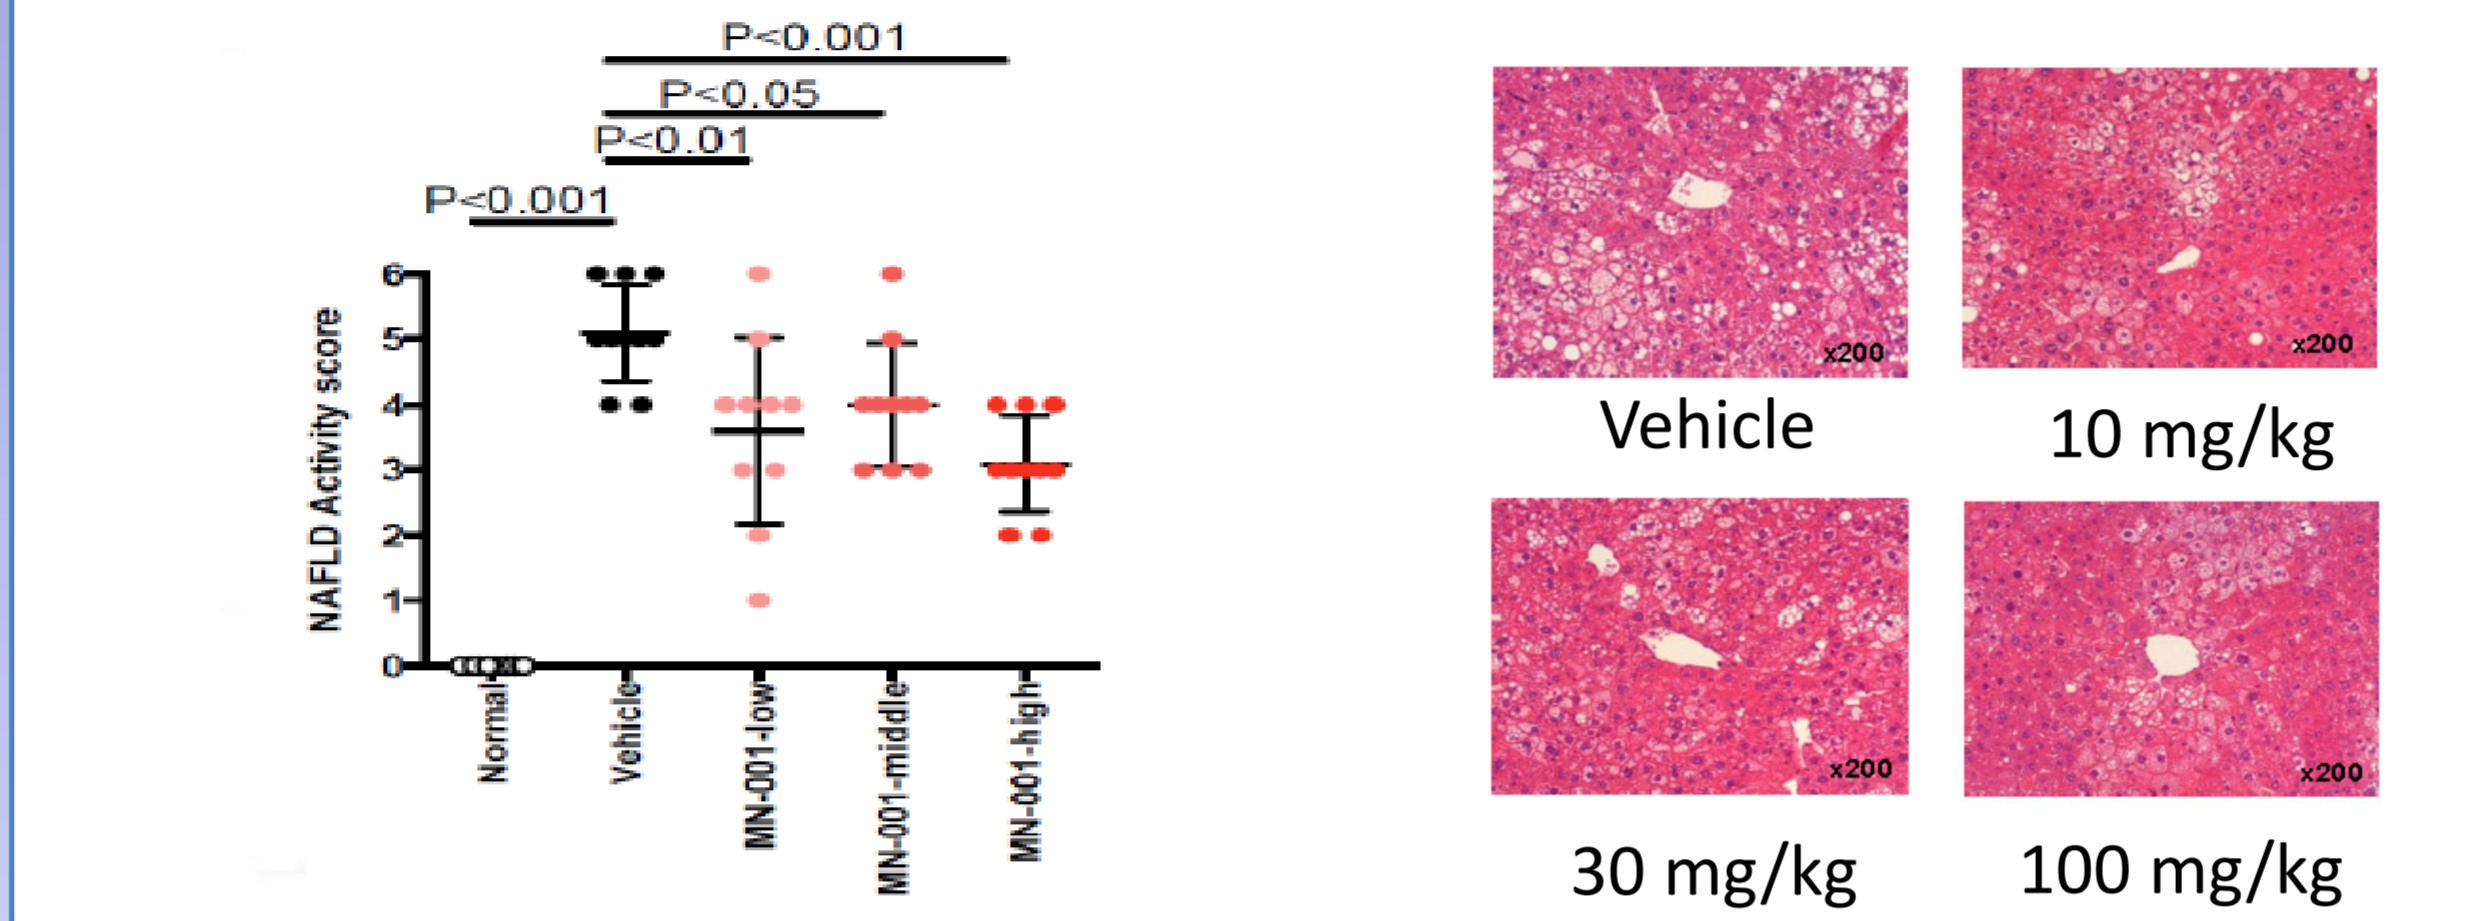 P<0.001
P<0.05
P<0.01
P<0.001
NAFLD Activity score
6
5
4
3
2
1
0
Normal
Vehicle
MN-001-low
MN-001-middle
MN-001-high
x200
x200
Vehicle
10 mg/kg
x200
x200
30 mg/kg
100 mg/kg